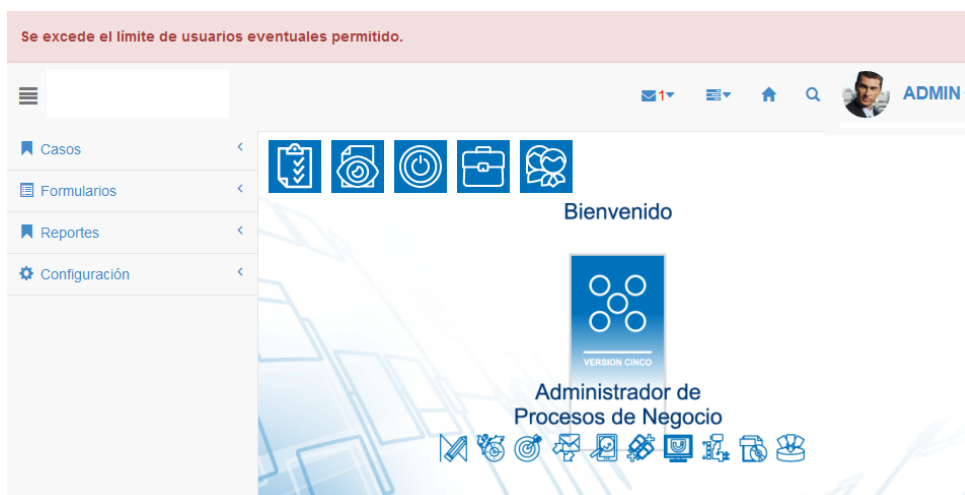 Se excede el límite de usuarios eventuales permitido.
1
ADMIN
Casos
Formularios
Reportes
Configuración
Bienvenido
VERSION CINCO
Administrador de
Procesos de Negocio